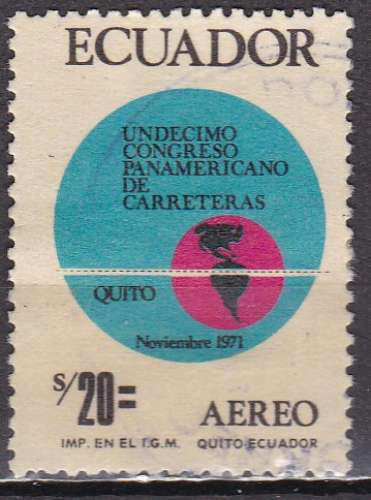 ECUADOR
UNDECIMO
CONGRESO
PANAMERICANO
DE
CARRETERAS
QUITO
Noviembre 1971
S/20= AEREO
IMP. EN EL I.G.M. QUITO-ECUADOR